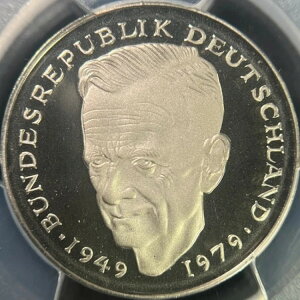 BUNDESREPUBLIK DEUTSCHLAND
· 1949 1979 ·